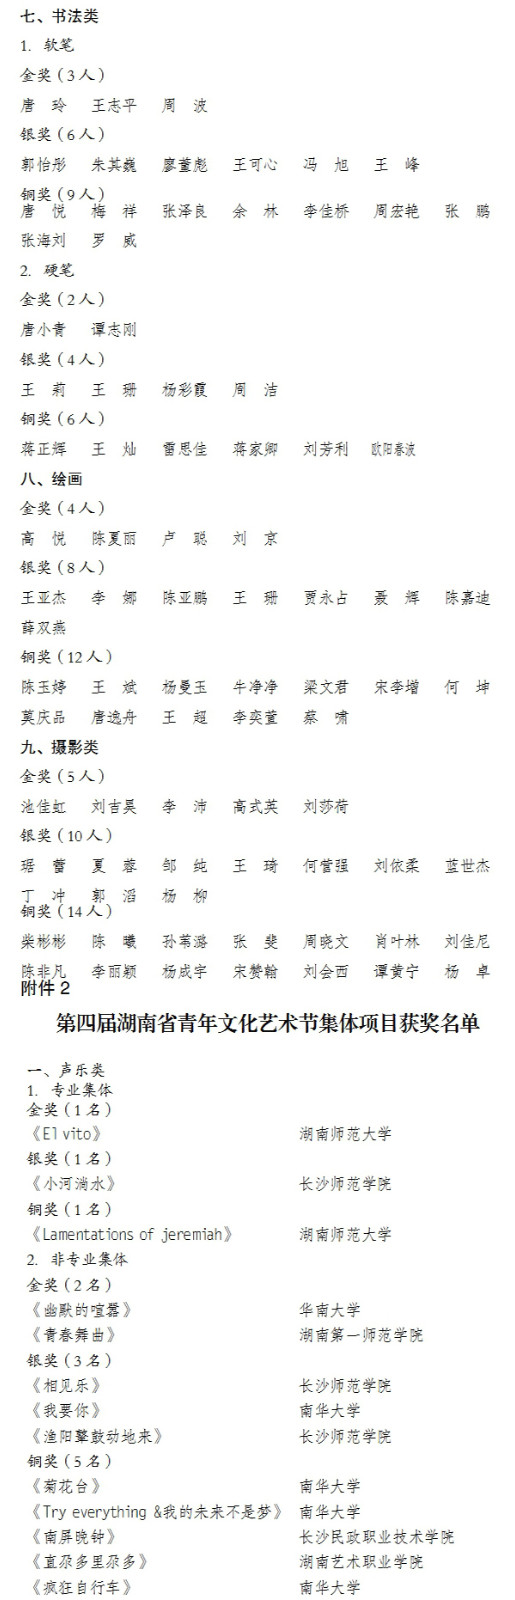 七、书法类
1. 软笔
金奖（3人）
唐　玲　王志平　周　波
银奖（6人）
郭怡彤　朱其巍　廖董彪　王可心　冯　旭　王　峰
铜奖（9人）
唐　悦　梅　祥　张泽良　余　林　李佳桥　周宏艳　张　鹏
张海刘　罗　威
2. 硬笔
金奖（2人）
唐小青　谭志刚
银奖（4人）
王　莉　王　珊　杨彩霞　周　洁
铜奖（6人）
蒋正辉　王　灿　雷思佳　蒋家卿　刘芳利　欧阳春波
八、绘画
金奖（4人）
高　悦　陈夏丽　卢　聪　刘　京
银奖（8人）
王亚杰　李　娜　陈亚鹏　王　珊　贾永占　聂　辉　陈嘉迪
薛双燕
铜奖（12人）
陈玉婷　王　斌　杨曼玉　牛净净　梁文君　宋李增　何　坤
莫庆品　唐逸舟　王　超　李奕萱　蔡　啸
九、摄影类
金奖（5人）
池佳虹　刘吉昊　李　沛　高式英　刘莎荷
银奖（10人）
琚　蕾　夏　蓉　邹　纯　王　琦　何管强　刘依柔　蓝世杰
丁　冲　郭　滔　杨　柳
铜奖（14人）
柴彬彬　陈　曦　孙苇潞　张　斐　周晓文　肖叶林　刘佳尼
陈非凡　李丽颖　杨成宇　宋赞翰　刘会西　谭黄宁　杨　卓
附件2
第四届湖南省青年文化艺术节集体项目获奖名单
一、声乐类
1. 专业集体
金奖（1名）
《El vito》　湖南师范大学
银奖（1名）
《小河淌水》　长沙师范学院
铜奖（1名）
《Lamentations of jeremiah》　湖南师范大学
2. 非专业集体
金奖（2名）
《幽默的喧嚣》　华南大学
《青春舞曲》　湖南第一师范学院
银奖（3名）
《相见乐》　长沙师范学院
《我要你》　南华大学
《渔阳鼙鼓动地来》　长沙师范学院
铜奖（5名）
《菊花台》　南华大学
《Try everything &我的未来不是梦》　南华大学
《南屏晚钟》　长沙民政职业技术学院
《直尕多里尕多》　湖南艺术职业学院
《疯狂自行车》　南华大学